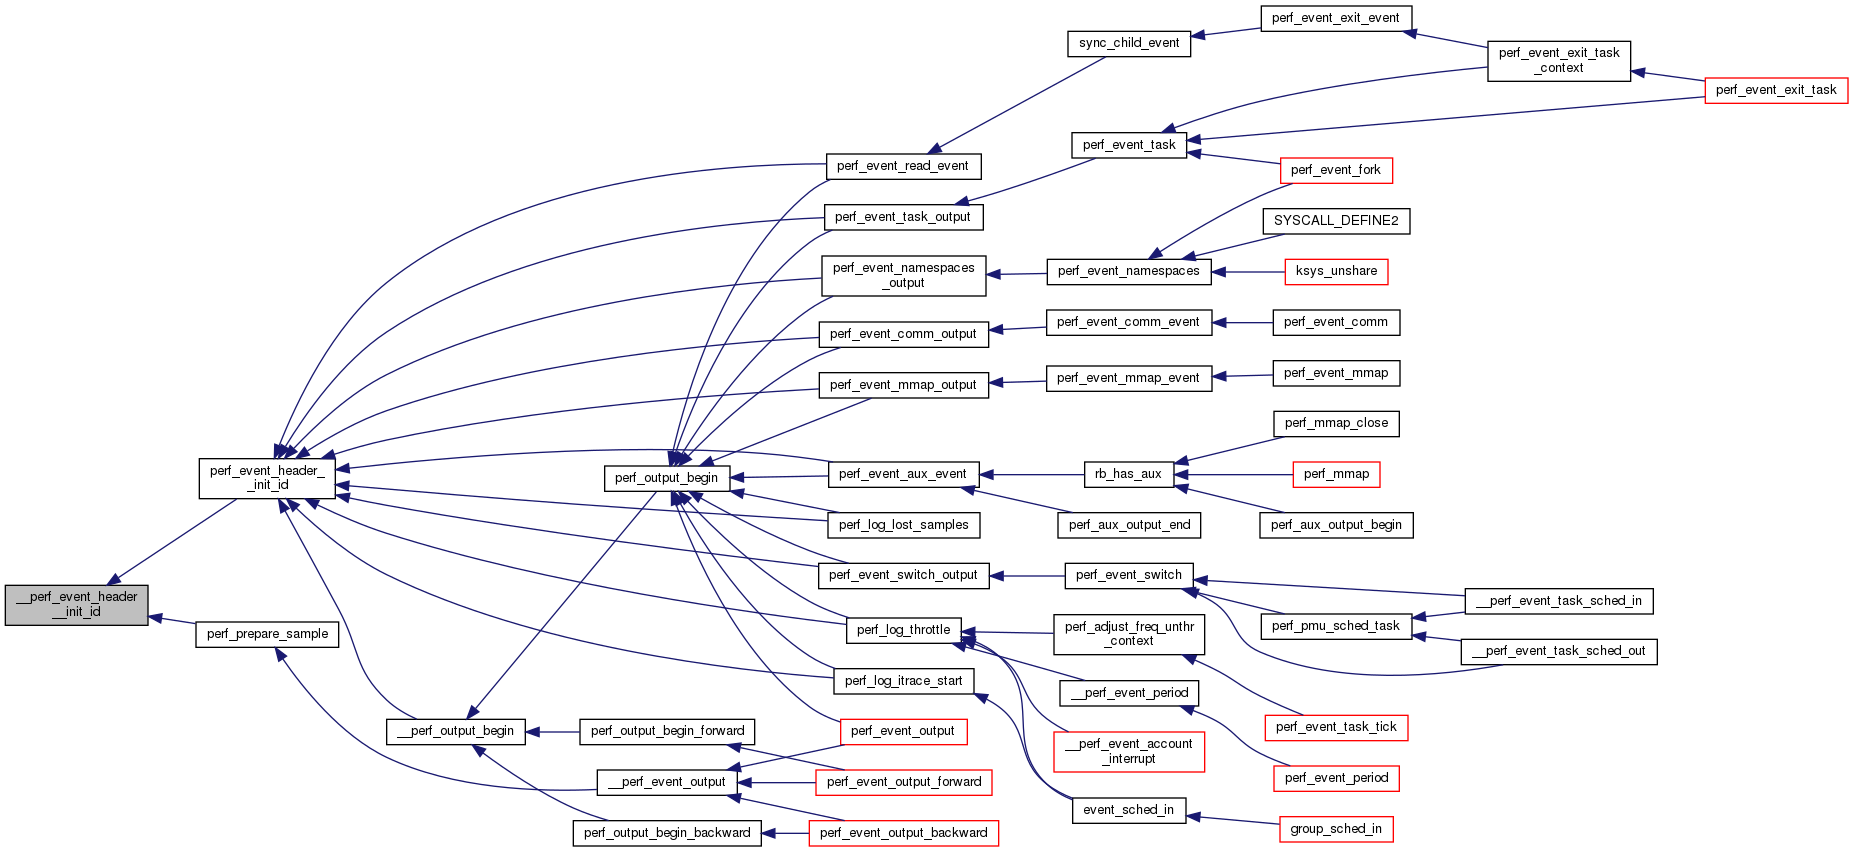 perf_event_exit_event
sync_child_event
perf_event_exit_task
_context
perf_event_exit_task
perf_event_task
perf_event_read_event
perf_event_fork
perf_event_task_output
SYSCALL_DEFINE2
perf_event_namespaces
_output
perf_event_namespaces
ksys_unshare
perf_event_comm_output
perf_event_comm_event
perf_event_comm
perf_event_mmap_output
perf_event_mmap_event
perf_event_mmap
perf_mmap_close
perf_event_header_
_init_id
perf_output_begin
perf_event_aux_event
rb_has_aux
perf_mmap
perf_log_lost_samples
perf_aux_output_end
perf_aux_output_begin
perf_event_switch_output
perf_event_switch
__perf_event_header
__init_id
__perf_event_task_sched_in
perf_prepare_sample
perf_log_throttle
perf_adjust_freq_unthr
_context
perf_pmu_sched_task
__perf_event_task_sched_out
perf_log_itrace_start
__perf_event_period
__perf_output_begin
perf_output_begin_forward
perf_event_output
__perf_event_account
_interrupt
perf_event_task_tick
__perf_event_output
perf_event_output_forward
perf_event_period
perf_output_begin_backward
perf_event_output_backward
event_sched_in
group_sched_in